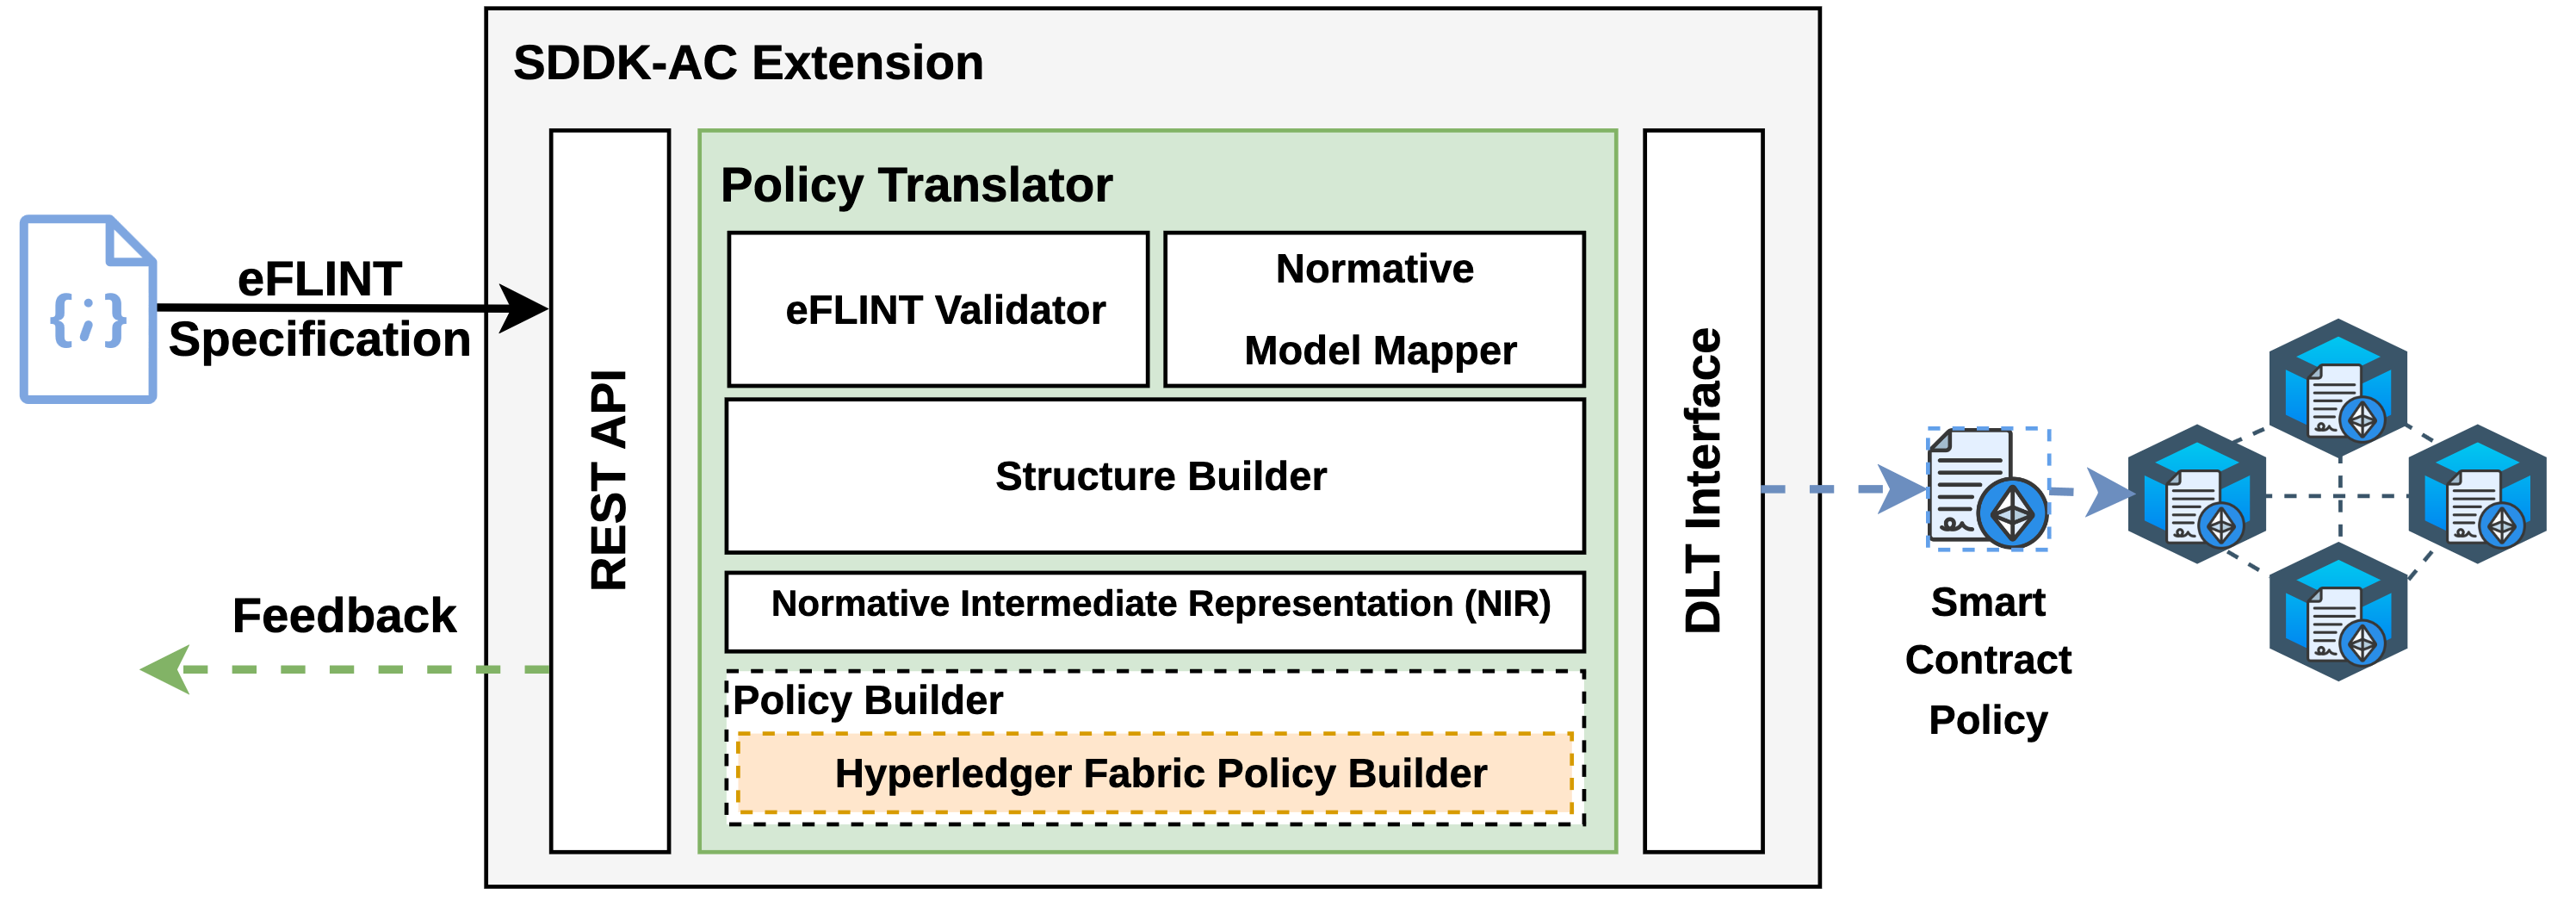 SDDK-AC Extension
eFLINT
Specification
{;}
Feedback
REST API
Policy Translator
eFLINT Validator
Normative
Model Mapper
Structure Builder
Normative Intermediate Representation (NIR)
Policy Builder
Hyperledger Fabric Policy Builder
DLT Interface
Smart
Contract
Policy